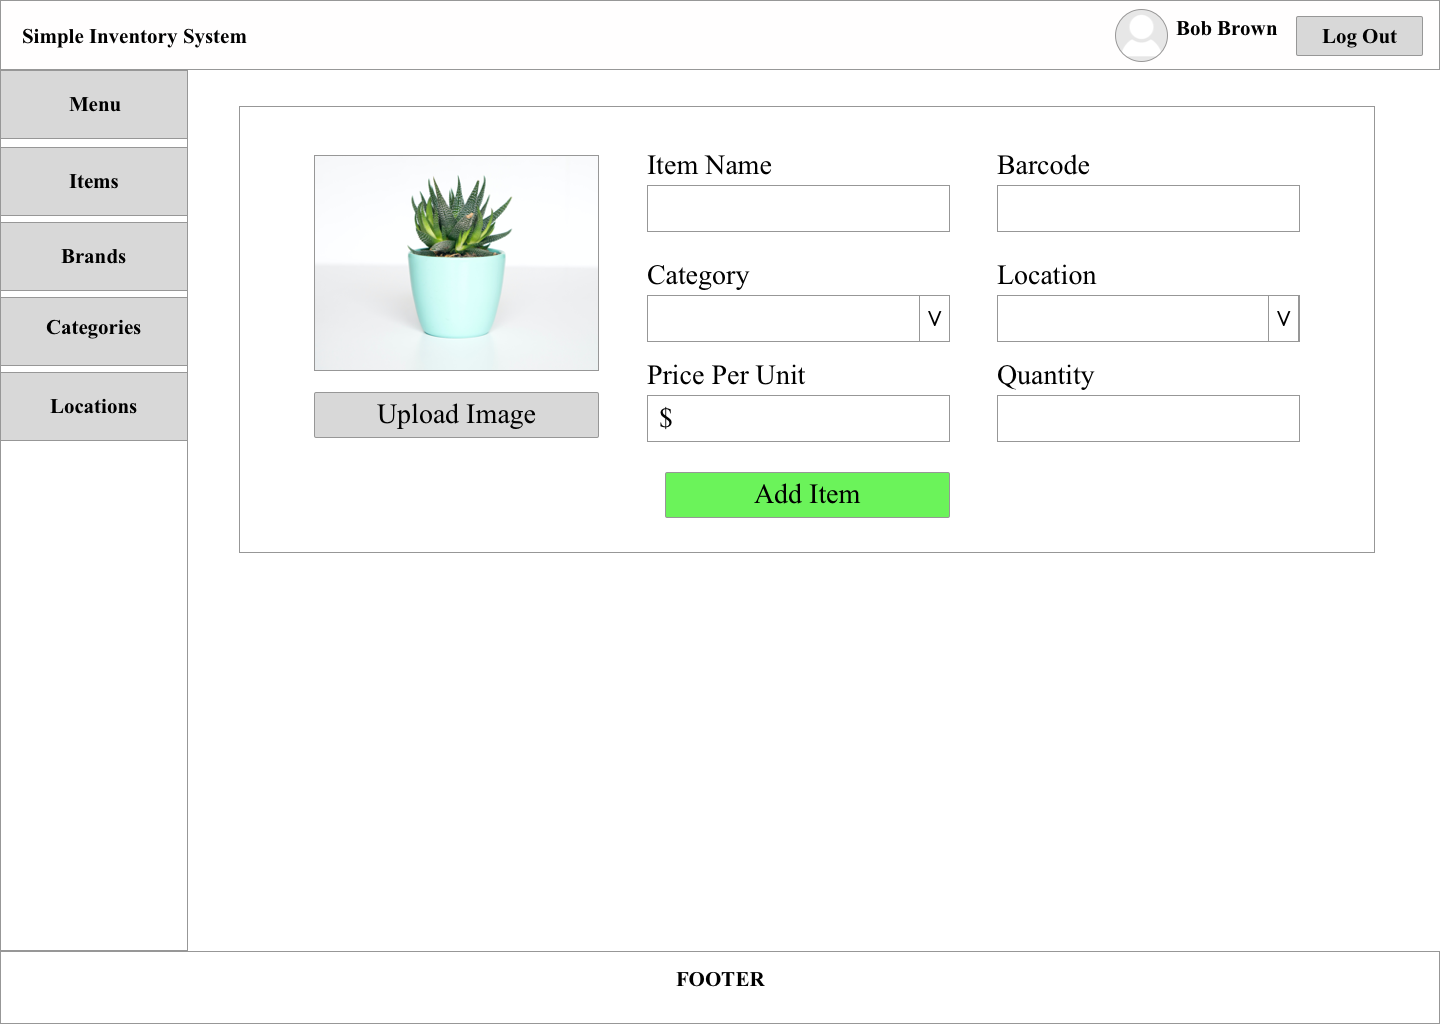 Simple Inventory System
Bob Brown
Log Out
Menu
Items
Brands
Categories
Locations
Item Name
Barcode
Category
Location
V
V
Price Per Unit
Quantity
$
Upload Image
Add Item
FOOTER